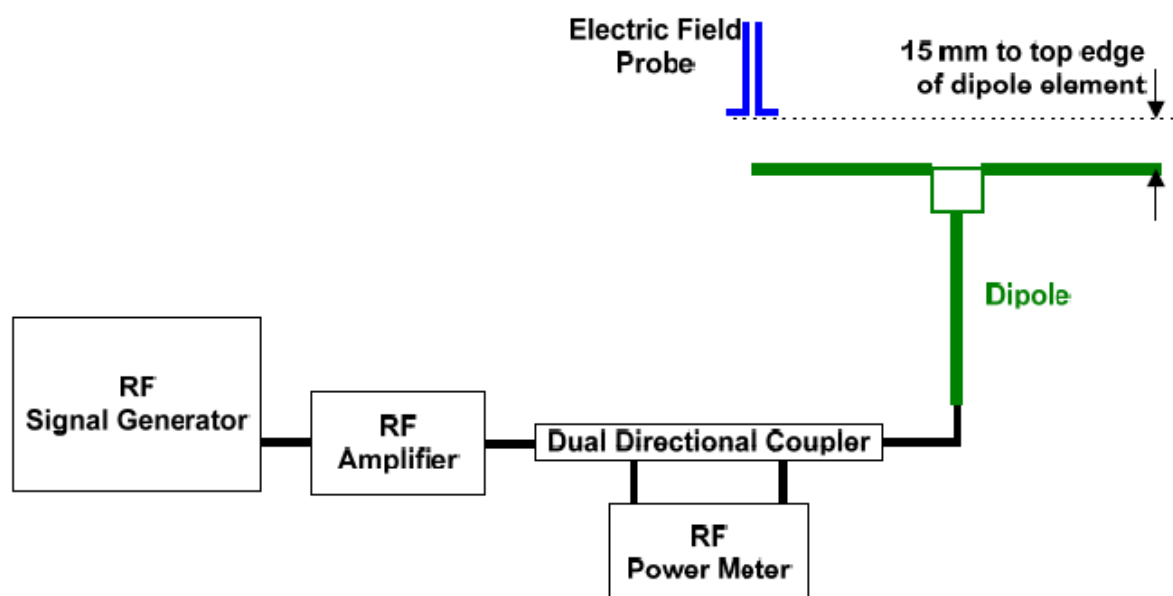 Electric Field
Probe
15 mm to top edge
of dipole element
Dipole
RF
Signal Generator
RF
Amplifier
Dual Directional Coupler
RF
Power Meter